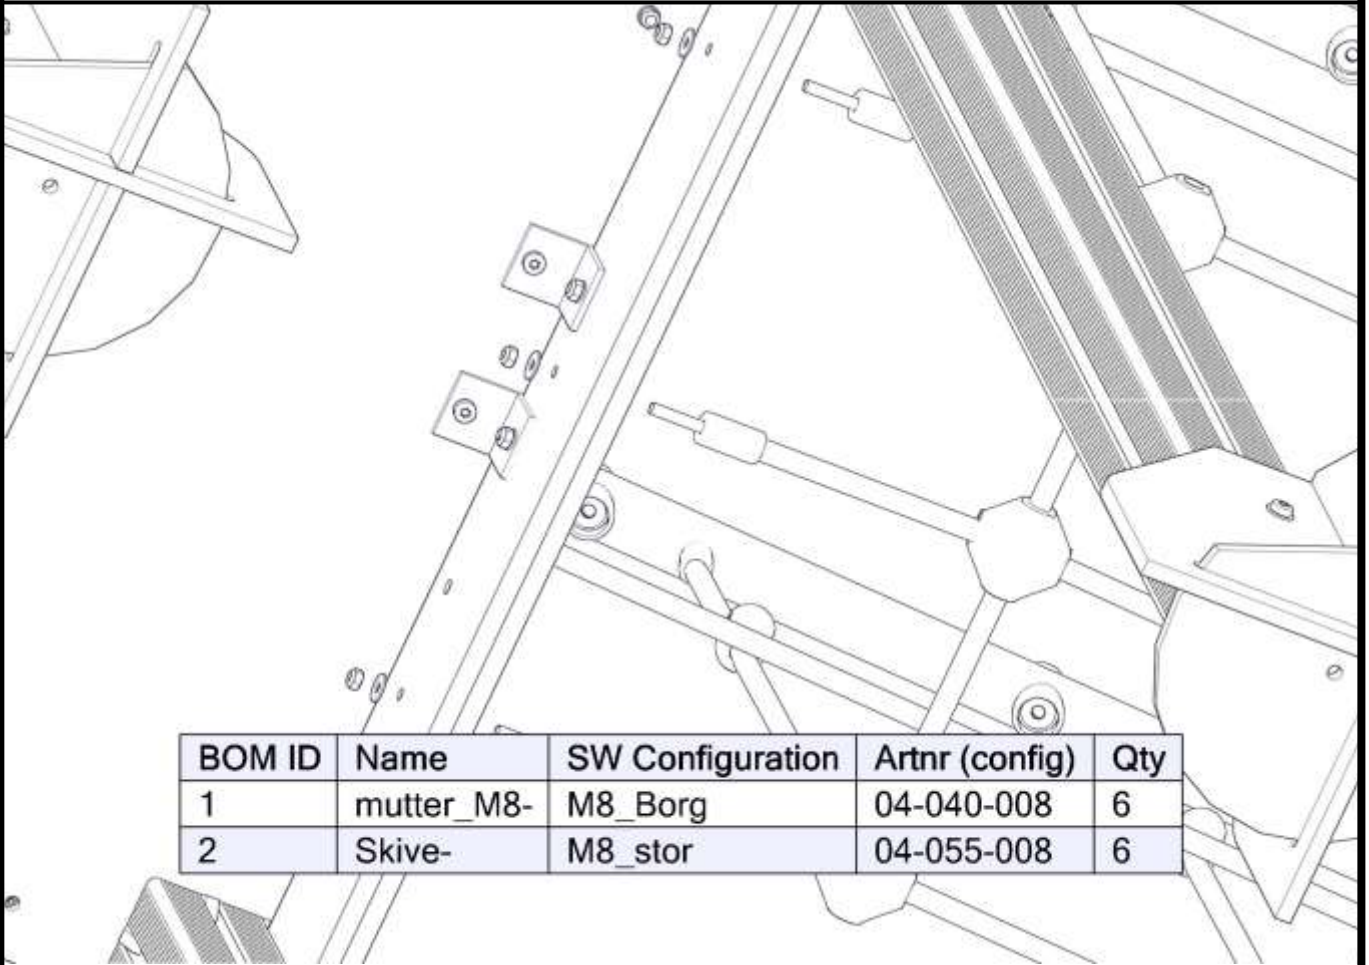 BOM ID Name SW Configuration Artnr (config) Qty
1 mutter_M8- M8_Borg 04-040-008 6
2 Skive- M8_stor 04-055-008 6